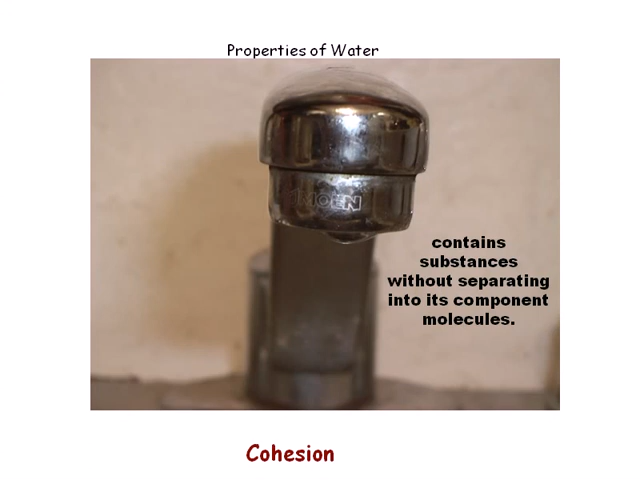 Properties of Water
MOEN
contains
substances
without separating
into its component
molecules.
Cohesion